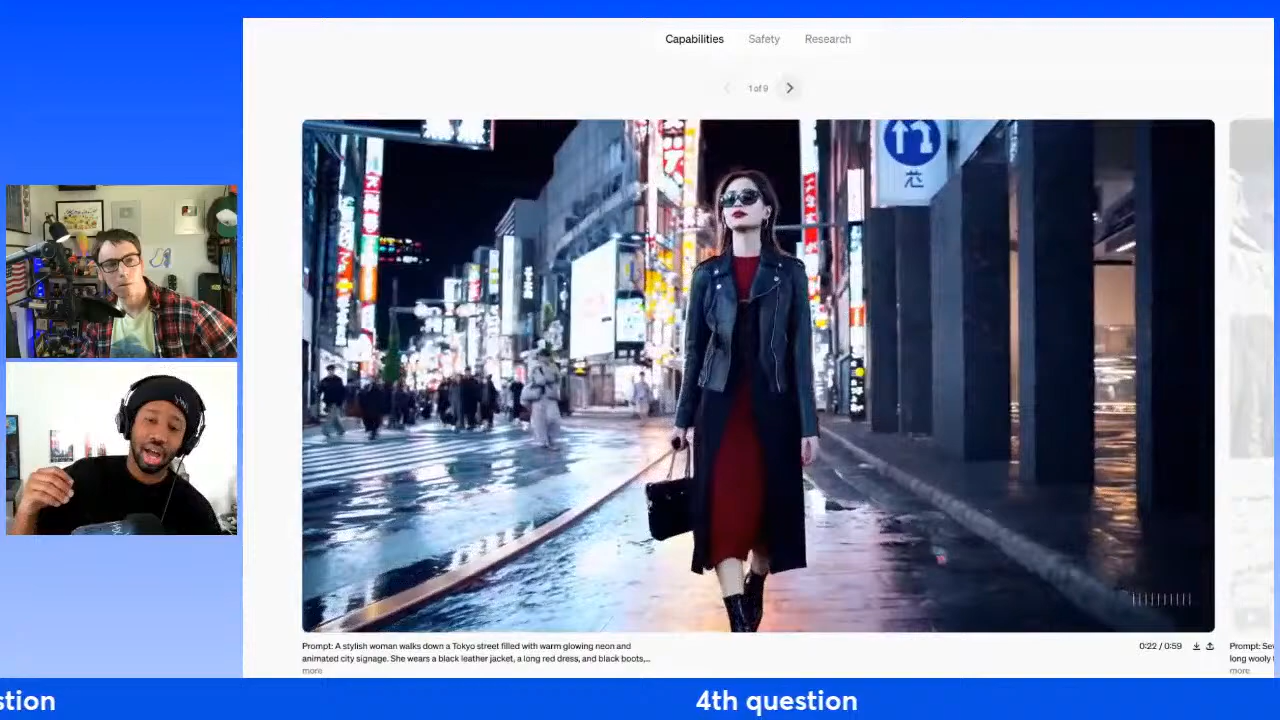 Capabilities Safety Research
1 of 9
芯
Prompt: A stylish woman walks down a Tokyo street filled with warm glowing neon and
animated city signage. She wears a black leather jacket, a long red dress, and black boots,...
more
0:22 / 0:59
Prompt: Sev
long wooly
more
stion
4th question